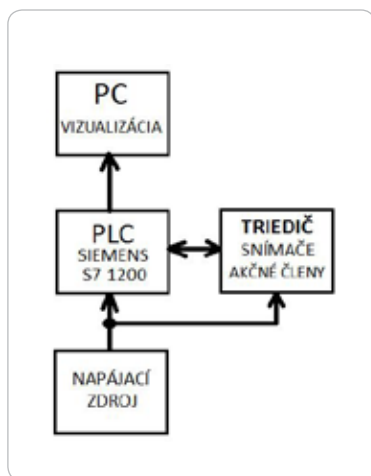 PC
VIZUALIZÁCIA
PLC
SIEMENS
S7 1200
TRIEDIČ
SNÍMAČE
AKČNÉ ČLENY
NAPÁJACÍ
ZDROJ